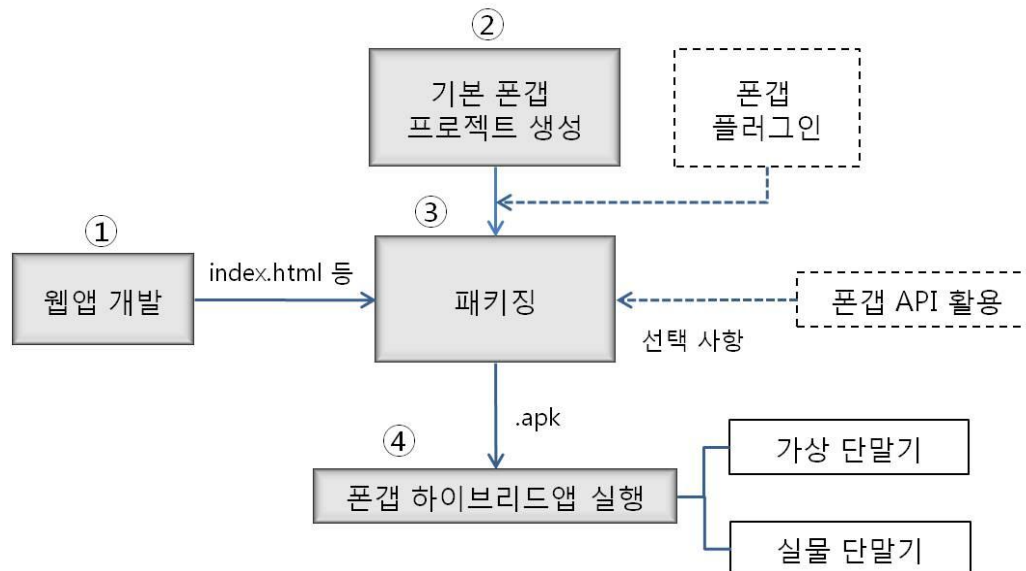 ②
기본 폰갭
프로젝트 생성
폰갭
플러그인
①
③
웹앱 개발
index.html 등
패키징
폰갭 API 활용
선택 사항
.apk
④
폰갭 하이브리드앱 실행
가상 단말기
실물 단말기